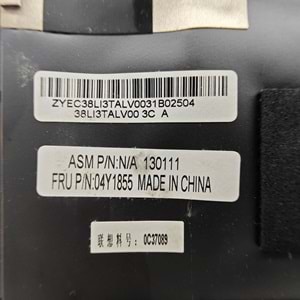 ZYEC38LI3TALV0031B02504
38LI3TALV00 3C A
ASM P/N:N/A 130111
FRU P/N:04Y1855 MADE IN CHINA
联想料号: 0C37089